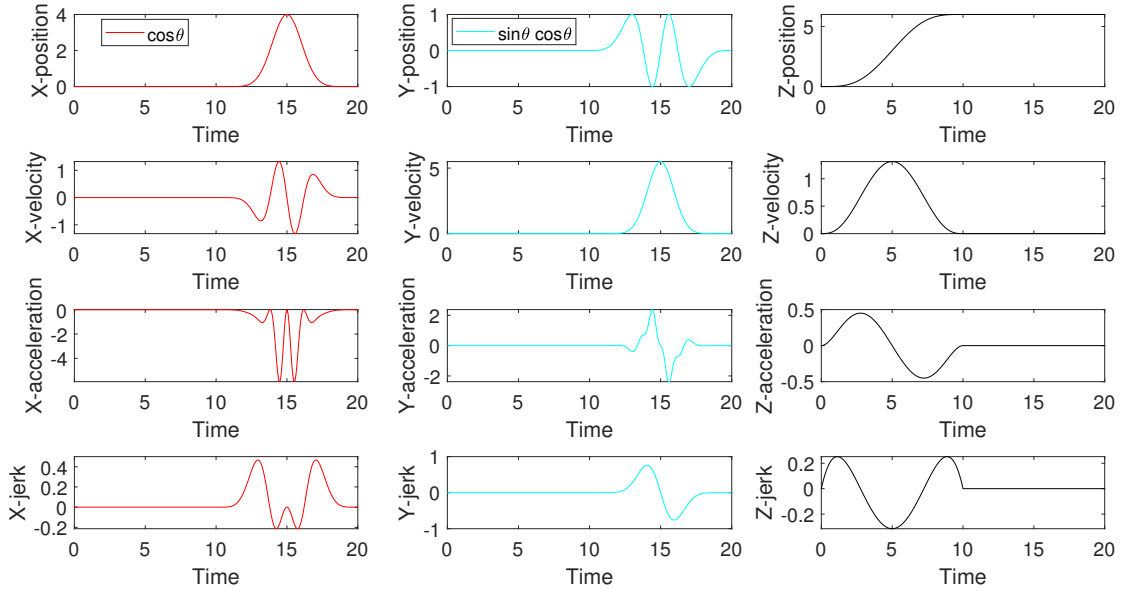 X-position
4
2
0
cosθ
0 5 10 15 20
Time
Y-position
1
0
-1
sinθ cosθ
0 5 10 15 20
Time
Z-position
5
0
0 5 10 15 20
Time
X-velocity
1
0
-1
0 5 10 15 20
Time
Y-velocity
5
0
0 5 10 15 20
Time
Z-velocity
1
0.5
0
0 5 10 15 20
Time
X-acceleration
0
-2
-4
0 5 10 15 20
Time
Y-acceleration
2
0
-2
0 5 10 15 20
Time
Z-acceleration
0.5
0
-0.5
0 5 10 15 20
Time
X-jerk
0.4
0.2
0
-0.2
0 5 10 15 20
Time
Y-jerk
1
0
-1
0 5 10 15 20
Time
Z-jerk
0.2
0
-0.2
0 5 10 15 20
Time